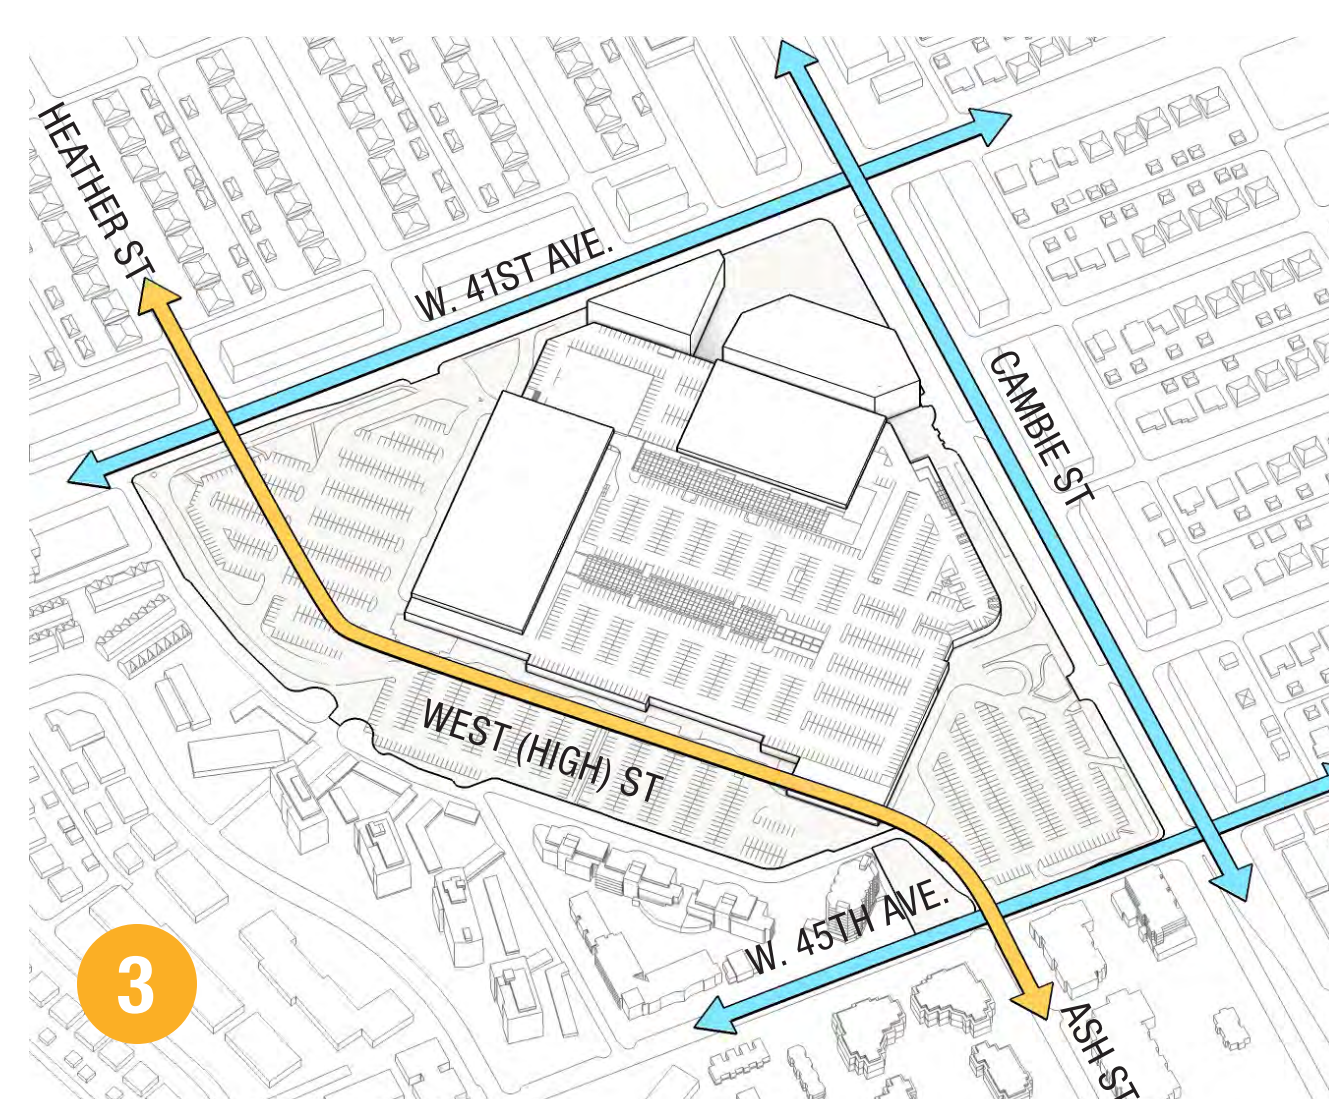 HEATHER ST
W. 41ST AVE.
CAMBIE ST
WEST (HIGH) ST
W. 45TH AVE.
3
ASH ST